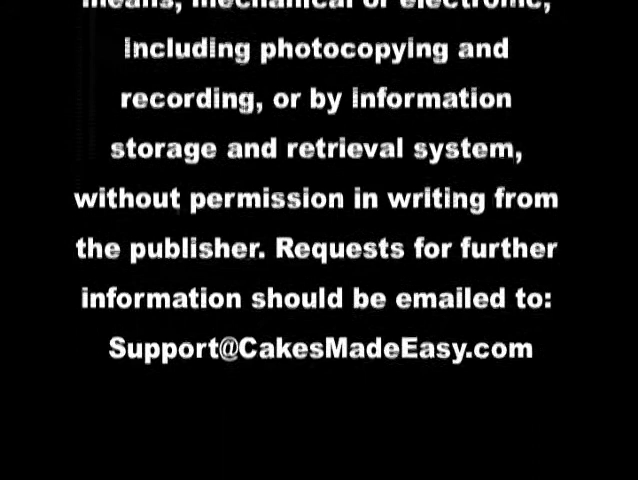 means, mechanical or electronic,
including photocopying and
recording, or by information
storage and retrieval system,
without permission in writing from
the publisher. Requests for further
information should be emailed to:
Support@CakesMadeEasy.com